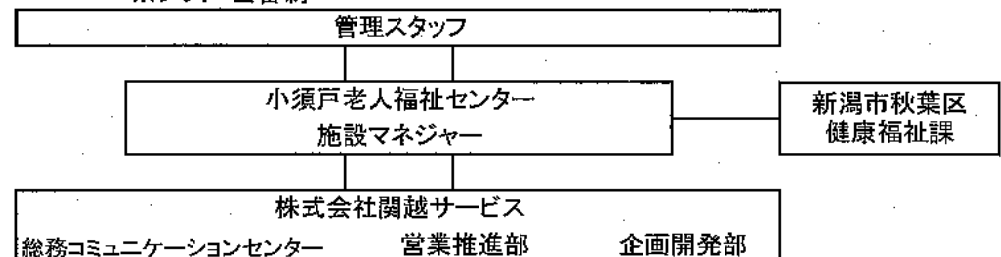 管理スタッフ
小須戸老人福祉センター
施設マネジャー
新潟市秋葉区
健康福祉課
株式会社関越サービス
総務コミュニケーションセンター 営業推進部 企画開発部